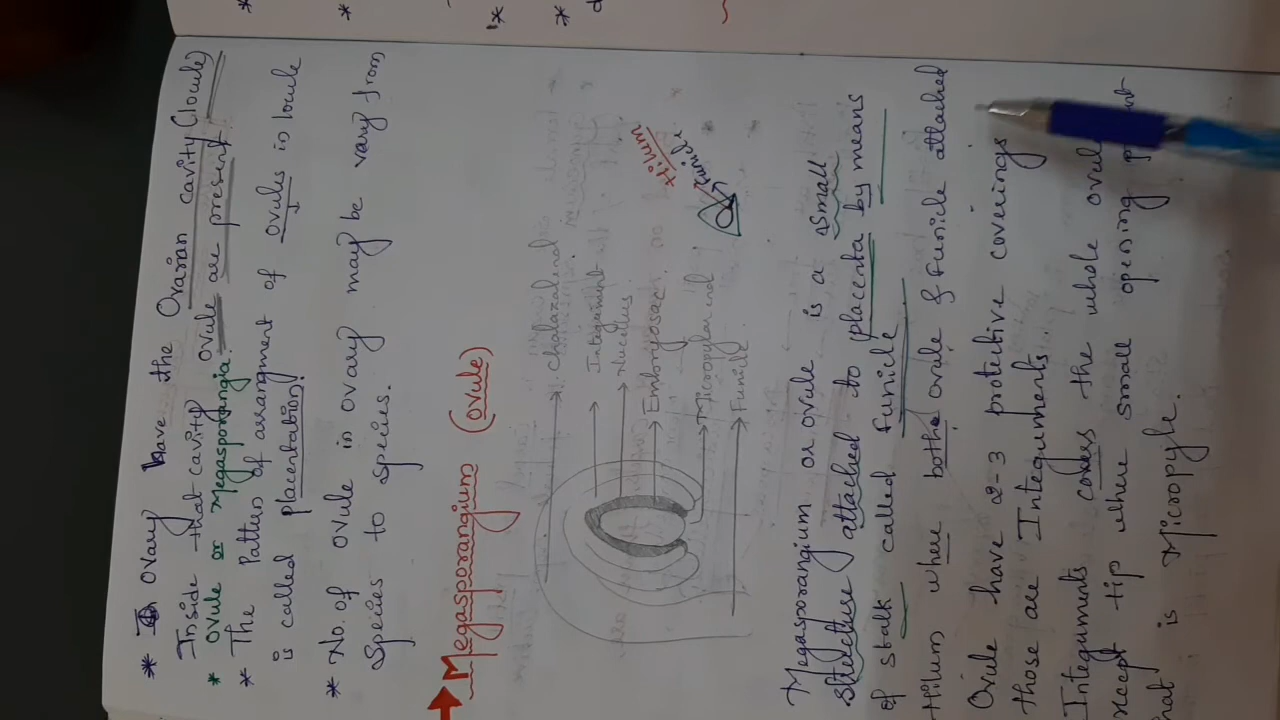 * Ovary have the Ovarian cavity (locule)
Inside that cavity ovule are present
* ovule or Megasporangia.
* The Pattern of arrangment of ovules in locule
is called placentation!
* No. of ovule in ovary may be vary from
species to species.
Megasporangium (ovule)
Chalazalend
Integument
Nucellus
Embryosac
Micropylar end
Funicle
Hilum
Funicle
Megasporangium or ovule is a small
structure attached to placenta by means
of stalk called funicle
Hilum where bothe ovule & funicle attached
Ovule have 2-3 protective coverings
those are Integuments.
Integuments covers the whole ovule
except tip where small opening
that is Micropyle.